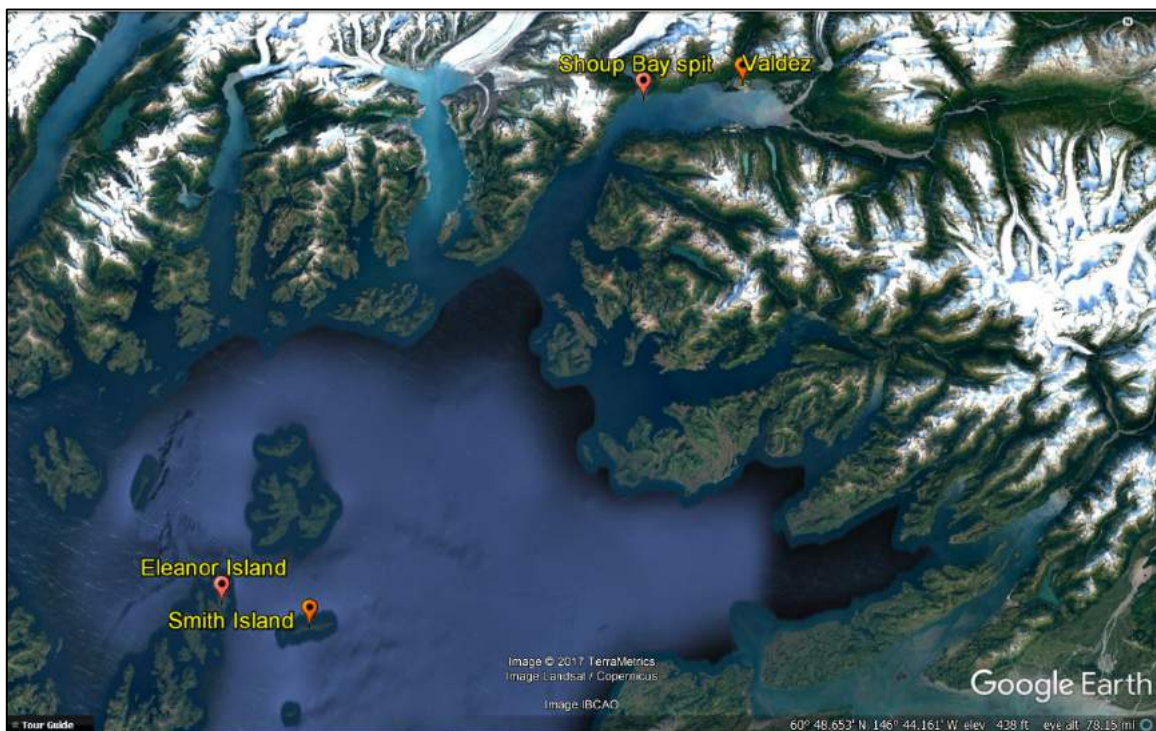 Shoup Bay spit
Valdez
Eleanor Island
Smith Island
Image © 2017 TerraMetrics
Image Landsat / Copernicus
Image IBCAO
Google Earth
Tour Guide
60° 48.653' N 146° 44.161' W elev 438 ft eye alt 78.15 mi
N